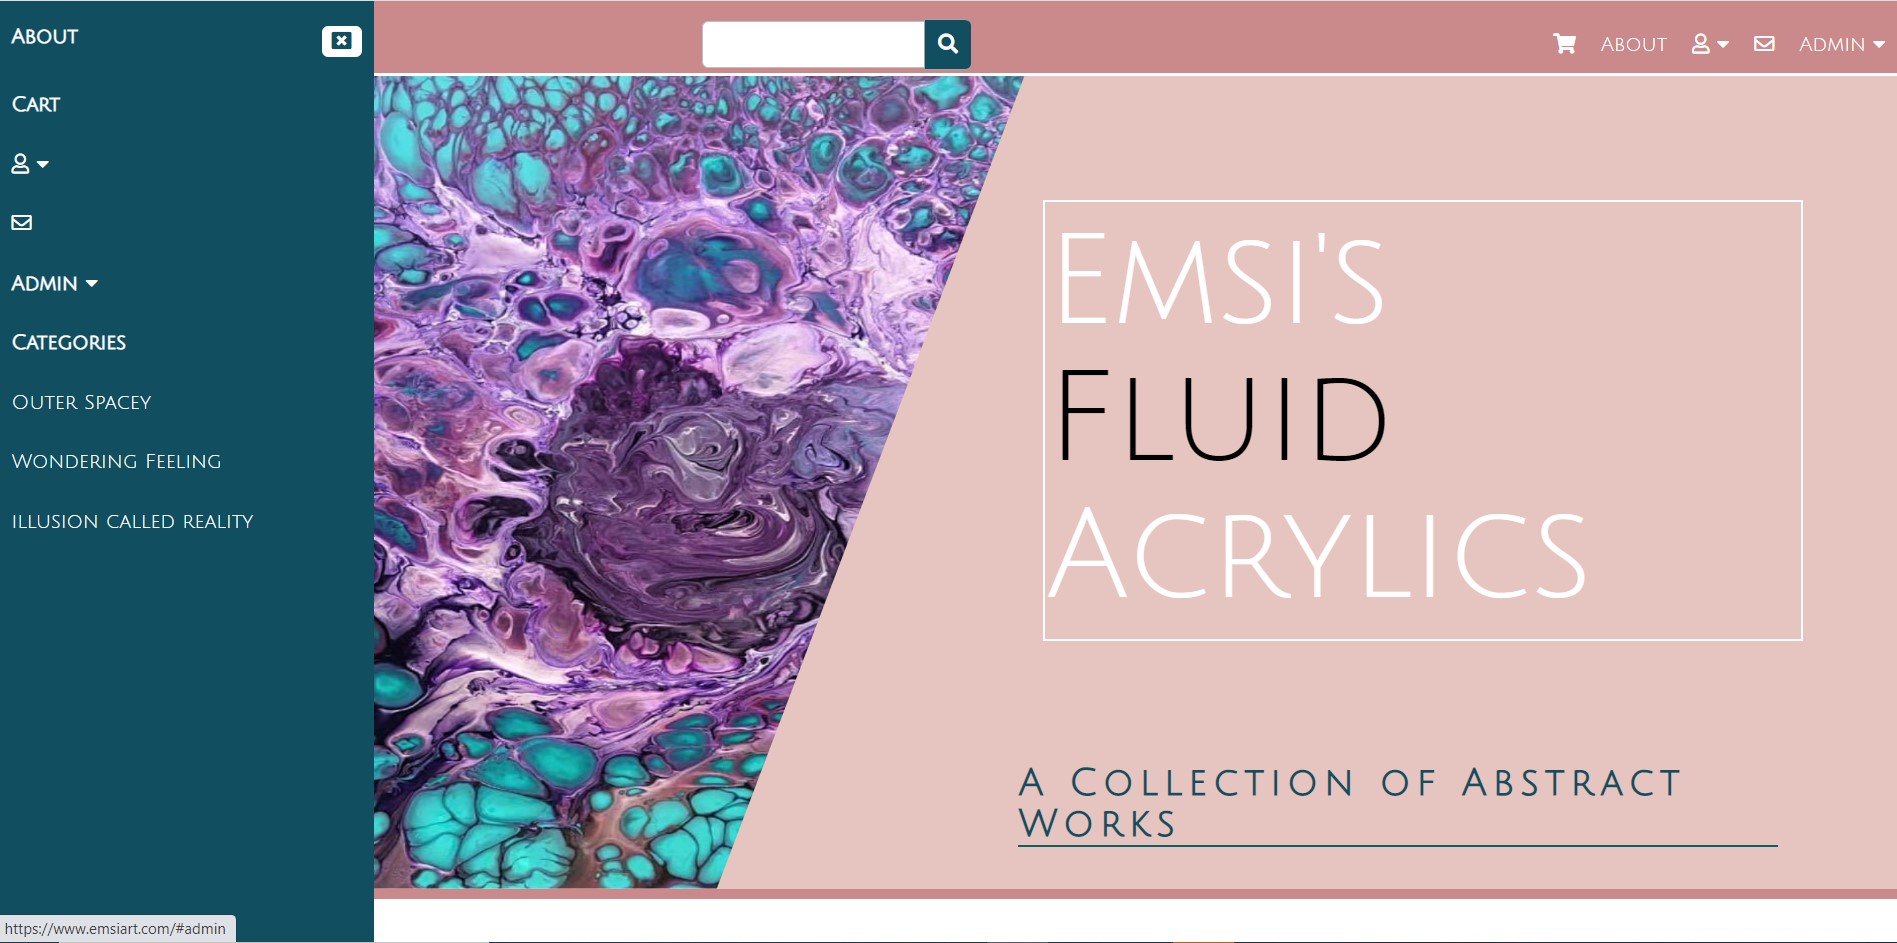 About
Cart
Admin
Categories
Outer Spacey
Wondering Feeling
illusion called reality
About
Admin
Emsi's
Fluid
Acrylics
A Collection of Abstract
Works
https://www.emsiart.com/#admin